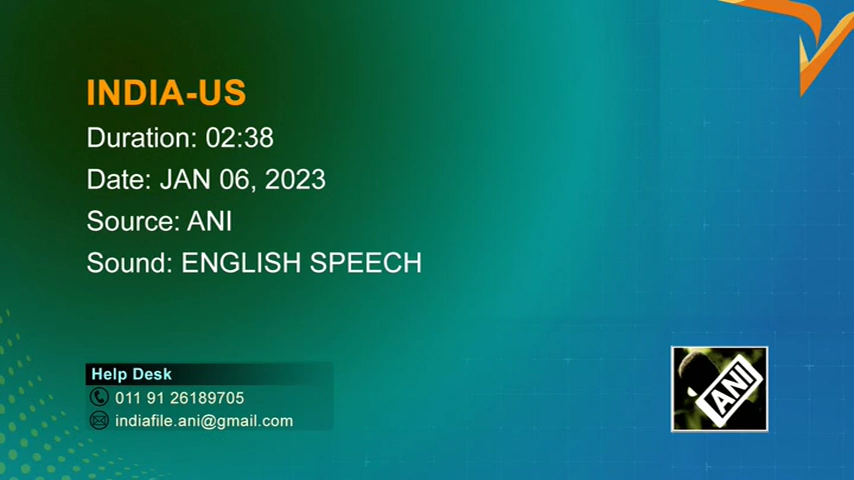 INDIA-US
Duration: 02:38
Date: JAN 06, 2023
Source: ANI
Sound: ENGLISH SPEECH
Help Desk
011 91 26189705
indiafile.ani@gmail.com
ANI